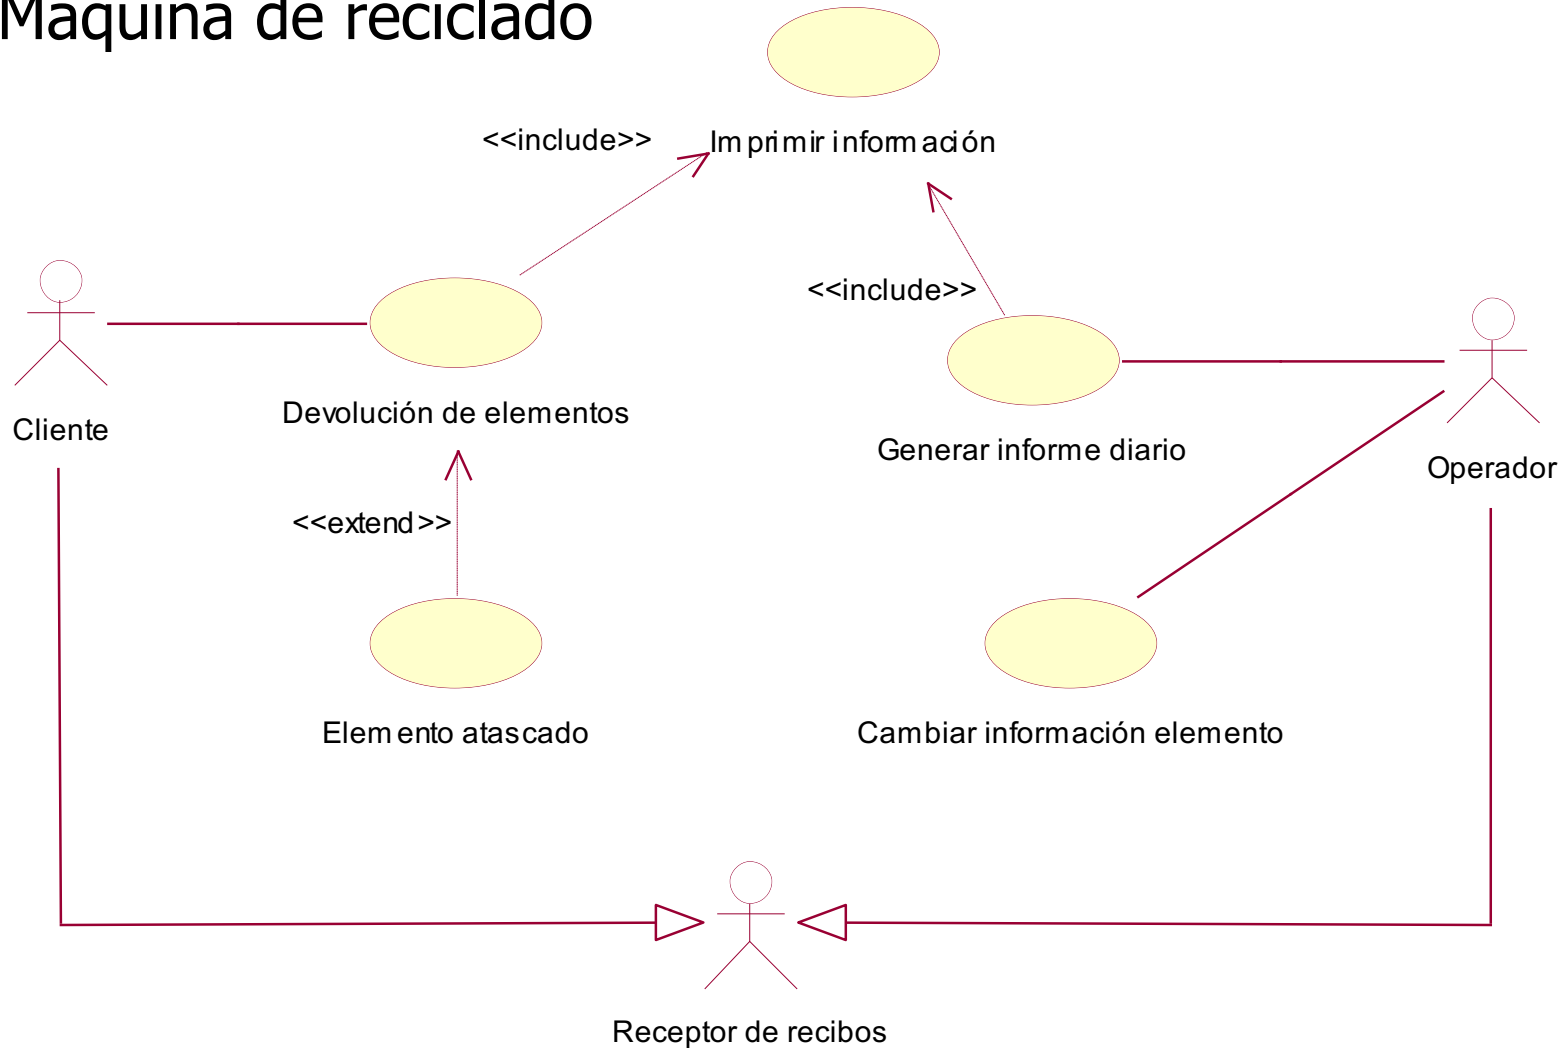 Maquina de reciclado
<<include>>
Imprimir información
<<include>>
Cliente
Devolución de elementos
Generar informe diario
Operador
<<extend>>
Elemento atascado
Cambiar información elemento
Receptor de recibos